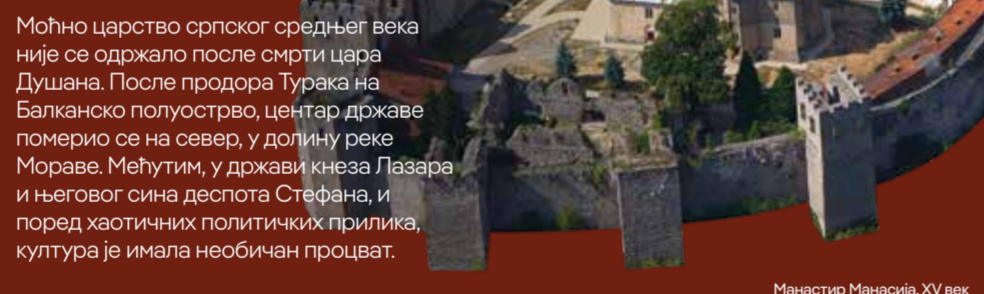 Моћно царство српског средњег века
није се одржало после смрти цара
Душана. После продора Турака на
Балканско полуострво, центар државе
померио се на север, у долину реке
Мораве. Мећутим, у држави кнеза Лазара
и његовог сина деспота Стефана, и
поред хаотичних политичких прилика,
култура је имала необичан процват.
Манастир Манасија, XV век